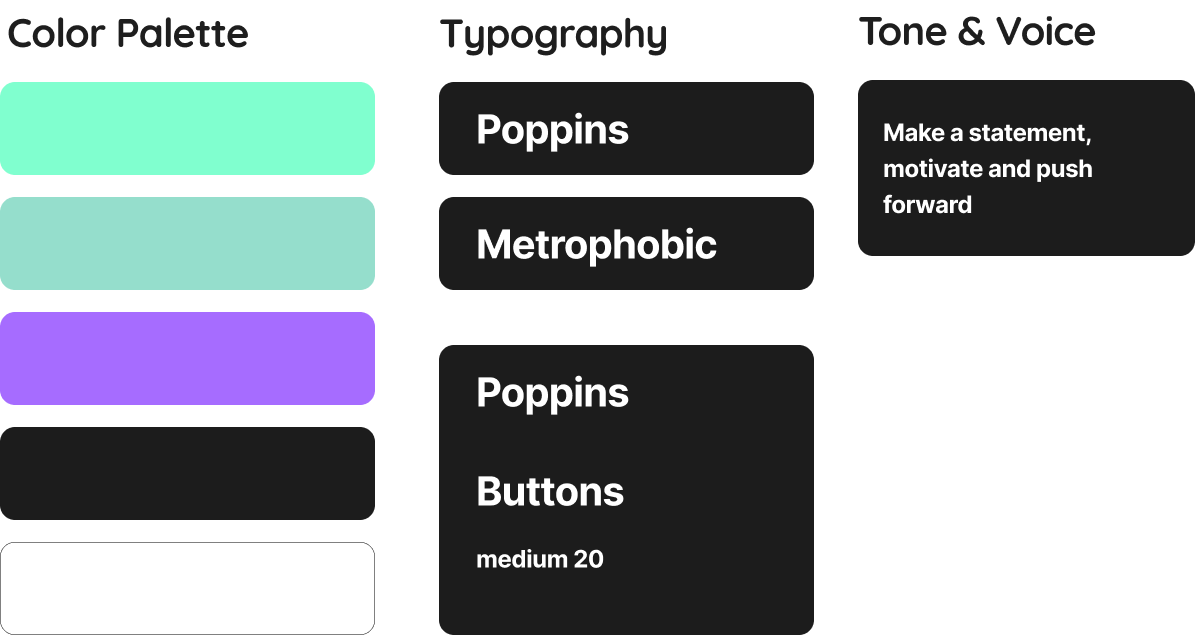 Color Palette
Typography
Tone & Voice
Poppins
Metrophobic
Poppins
Buttons
medium 20
Make a statement,
motivate and push
forward